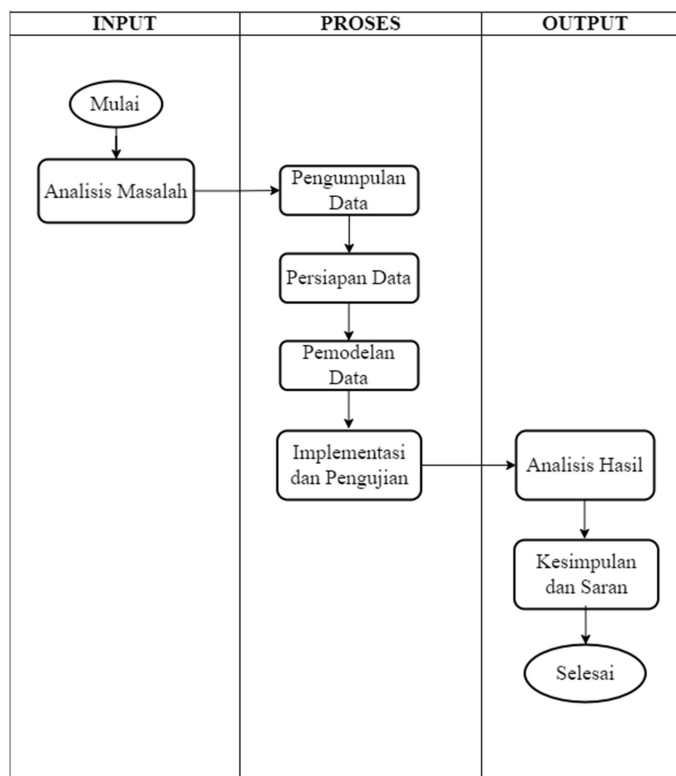 INPUT
PROSES
OUTPUT
Mulai
Analisis Masalah
Pengumpulan
Data
Persiapan Data
Pemodelan
Data
Implementasi
dan Pengujian
Analisis Hasil
Kesimpulan
dan Saran
Selesai